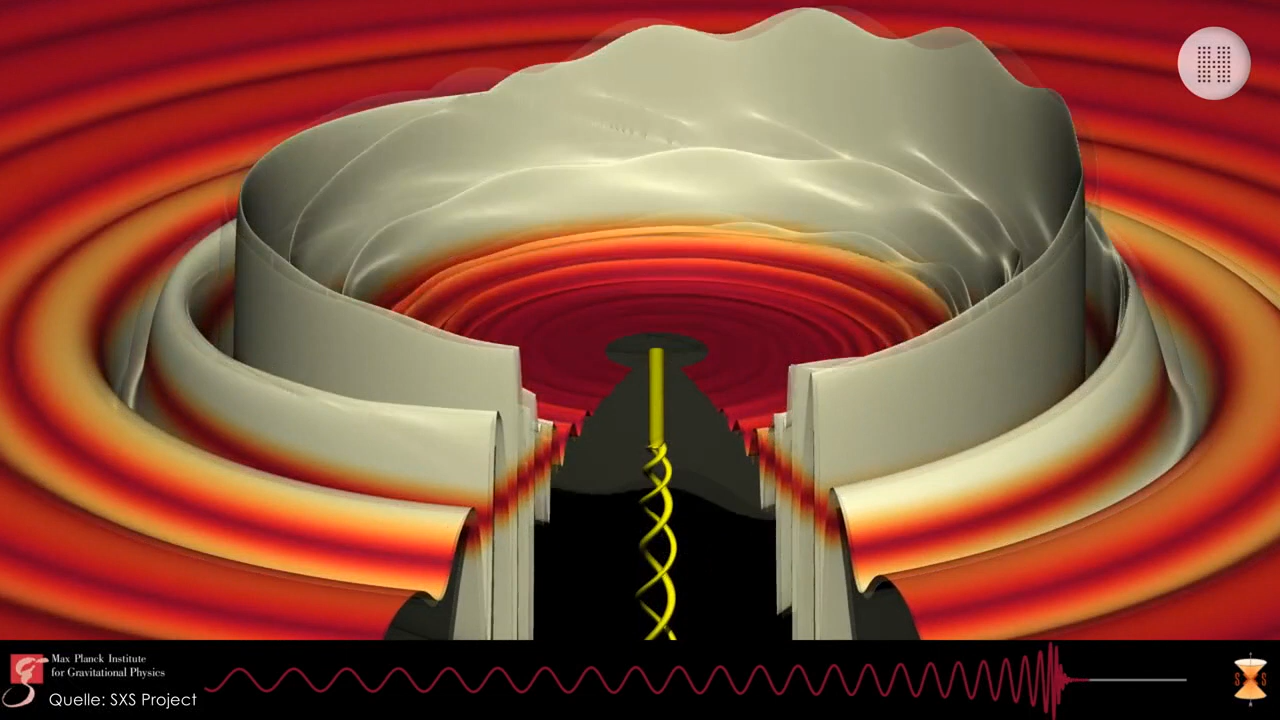 H
Max Planck Institute
for Gravitational Physics
Quelle: SXS Project
S S